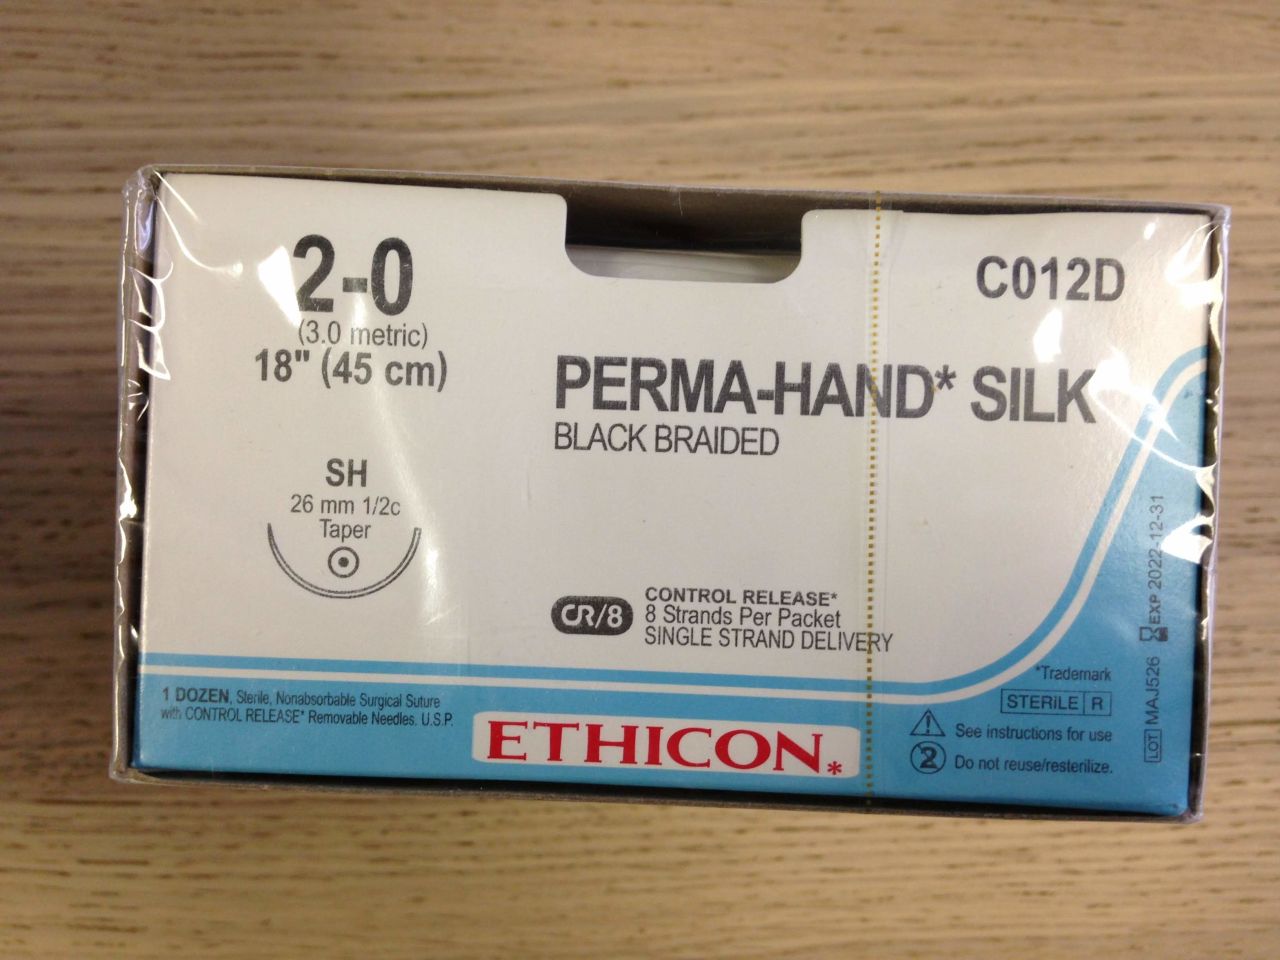 2-0
(3.0 metric)
18" (45 cm)
C012D
PERMA-HAND* SILK
BLACK BRAIDED
SH
26 mm 1/2c
Taper
CR/8
CONTROL RELEASE*
8 Strands Per Packet
SINGLE STRAND DELIVERY
1 DOZEN, Sterile, Nonabsorbable Surgical Suture
with CONTROL RELEASE* Removable Needles, U.S.P.
ETHICON*
*Trademark
STERILE R
See instructions for use
2
Do not reuse/resterilize.
LOT MAJ526 EXP 2022-12-31